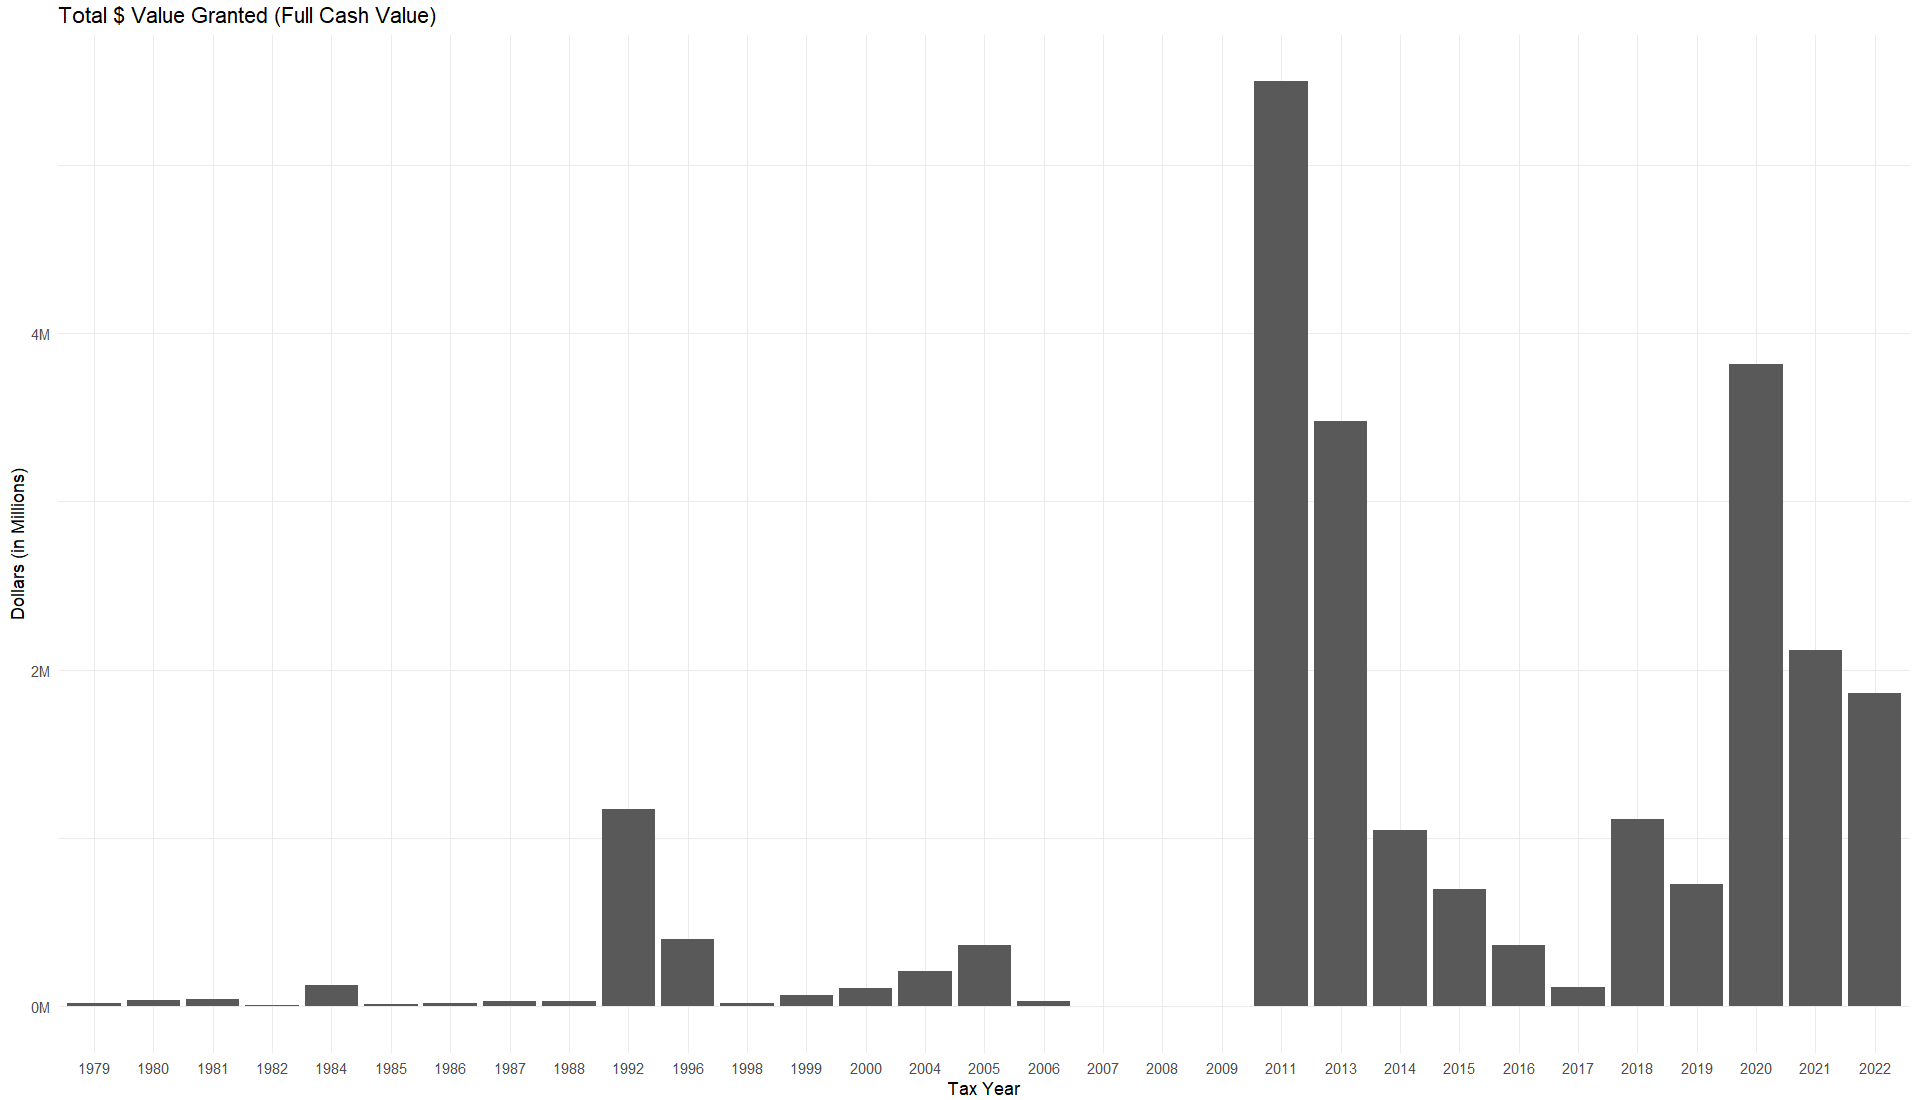 Total $ Value Granted (Full Cash Value)
Dollars (in Millions)
4M
2M
0M
1979 1980 1981 1982 1984 1985 1986 1987 1988 1992 1996 1998 1999 2000 2004 2005 2006 2007 2008 2009 2011 2013 2014 2015 2016 2017 2018 2019 2020 2021 2022
Tax Year